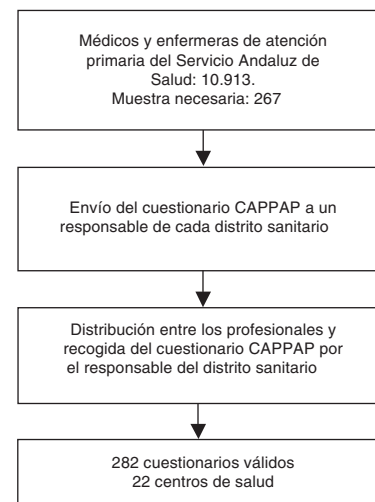 Médicos y enfermeras de atención
primaria del Servicio Andaluz de
Salud: 10.913.
Muestra necesaria: 267
Envío del cuestionario CAPPAP a un
responsable de cada distrito sanitario
Distribución entre los profesionales y
recogida del cuestionario CAPPAP por
el responsable del distrito sanitario
282 cuestionarios válidos
22 centros de salud